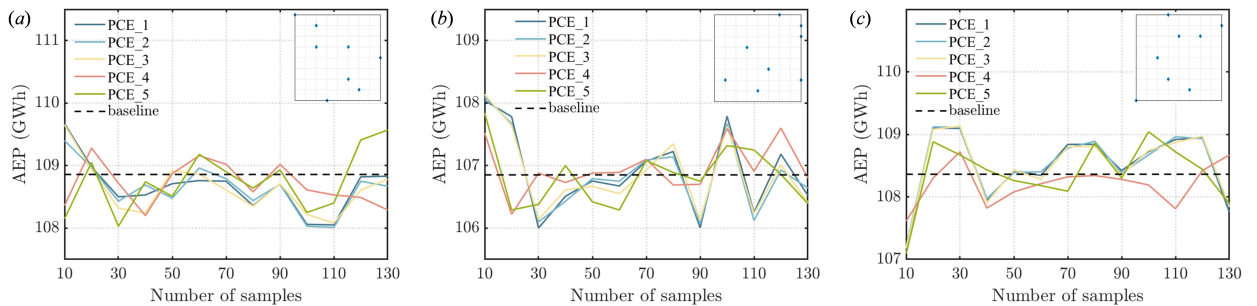 (a)
AEP (GWh)
111
110
109
108
PCE_1
PCE_2
PCE_3
PCE_4
PCE_5
baseline
10 30 50 70 90 110 130
Number of samples
(b)
AEP (GWh)
109
108
107
106
PCE_1
PCE_2
PCE_3
PCE_4
PCE_5
baseline
10 30 50 70 90 110 130
Number of samples
(c)
AEP (GWh)
110
109
108
107
PCE_1
PCE_2
PCE_3
PCE_4
PCE_5
baseline
10 30 50 70 90 110 130
Number of samples